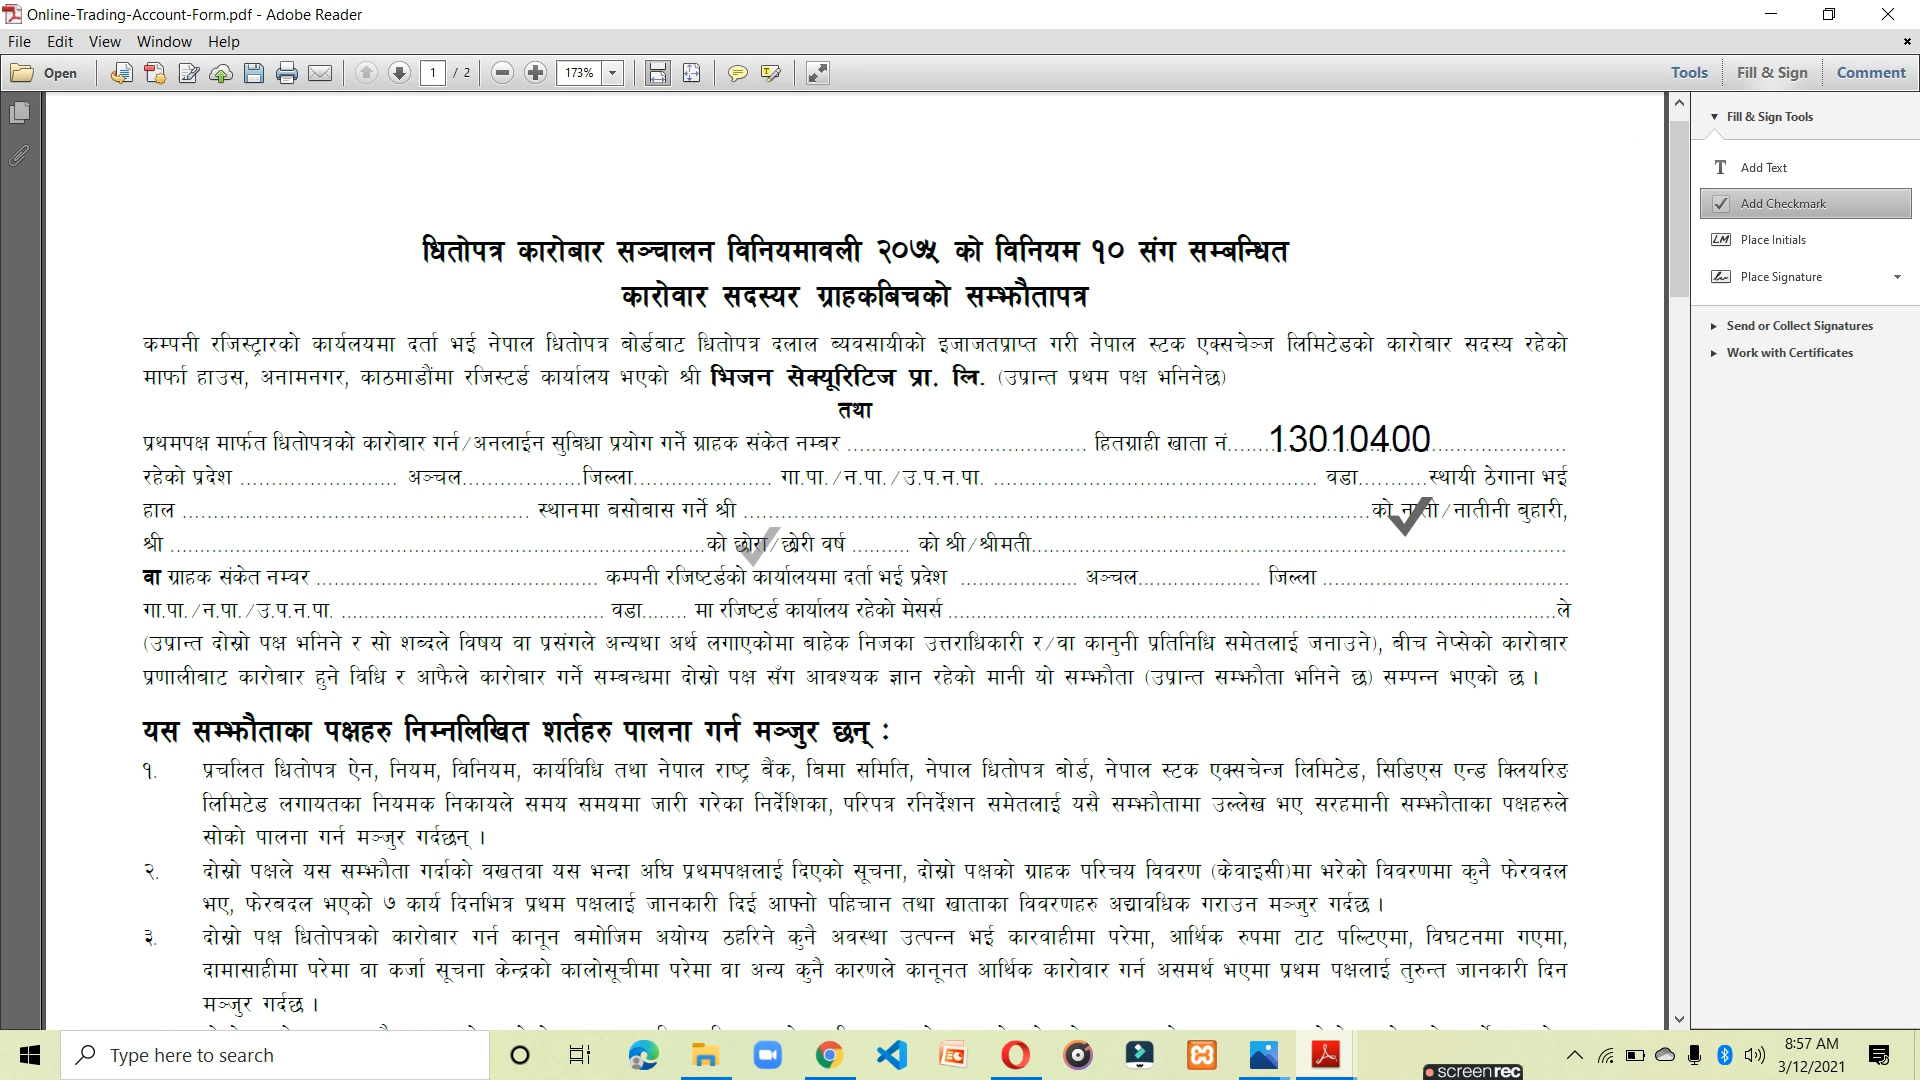 Online-Trading-Account-Form.pdf - Adobe Reader
File Edit View Window Help
Open 1 / 2 173% Tools Fill & Sign Comment
Fill & Sign Tools
Add Text
Add Checkmark
Place Initials
Place Signature
Send or Collect Signatures
Work with Certificates
धितोपत्र कारोबार सञ्चालन विनियमावली २०७५ को विनियम १० संग सम्बन्धित
कारोवार सदस्यर ग्राहकबिचको सम्झौतापत्र
कम्पनी रजिस्ट्रारको कार्यलयमा दर्ता भई नेपाल धितोपत्र बोर्डबाट धितोपत्र दलाल ब्यवसायीको इजाजतप्राप्त गरी नेपाल स्टक एक्सचेञ्ज लिमिटेडको कारोबार सदस्य रहेको
मार्फा हाउस, अनामनगर, काठमाडौंमा रजिस्टर्ड कार्यालय भएको श्री भिजन सेक्यूरिटिज प्रा. लि. (उप्रान्त प्रथम पक्ष भनिनेछ)
तथा
प्रथमपक्ष मार्फत धितोपत्रको कारोबार गर्न/अनलाईन सुबिधा प्रयोग गर्ने ग्राहक संकेत नम्बर ........................................ हितग्राही खाता नं......13010400.......................
रहेको प्रदेश ........................... अञ्चल....................जिल्ला........................ गा.पा./न.पा./उ.प.न.पा. ....................................................... वडा............स्थायी ठेगाना भई
हाल .......................................................... स्थानमा बसोबास गर्ने श्री ..........................................................................................................को नाती/नातीनी बुहारी,
श्री ..........................................................................................को छोरा/छोरी वर्ष .......... को श्री/श्रीमती...........................................................................................
वा ग्राहक संकेत नम्वर ................................................ कम्पनी रजिष्टर्डको कार्यालयमा दर्ता भई प्रदेश .................... अञ्चल..................... जिल्ला ..........................................
गा.पा./न.पा./उ.प.न.पा. ............................................. वडा........ मा रजिष्टर्ड कार्यालय रहेको मेसर्स .......................................................................................................ले
(उप्रान्त दोस्रो पक्ष भनिने र सो शब्दले विषय वा प्रसंगले अन्यथा अर्थ लगाएकोमा बाहेक निजका उत्तराधिकारी र/वा कानुनी प्रतिनिधि समेतलाई जनाउने), बीच नेप्सेको कारोबार
प्रणालीबाट कारोबार हुने विधि र आफैले कारोबार गर्ने सम्बन्धमा दोस्रो पक्ष सँग आवश्यक ज्ञान रहेको मानी यो सम्झौता (उप्रान्त सम्झौता भनिने छ) सम्पन्न भएको छ ।
यस सम्झौताका पक्षहरु निम्नलिखित शर्तहरु पालना गर्न मञ्जुर छन् :
१. प्रचलित धितोपत्र ऐन, नियम, विनियम, कार्यविधि तथा नेपाल राष्ट्र बैंक, बिमा समिति, नेपाल धितोपत्र बोर्ड, नेपाल स्टक एक्सचेन्ज लिमिटेड, सिडिएस एन्ड क्लियरिङ
लिमिटेड लगायतका नियमक निकायले समय समयमा जारी गरेका निर्देशिका, परिपत्र रनिर्देशन समेतलाई यसै सम्झौतामा उल्लेख भए सरहमानी सम्झौताका पक्षहरुले
सोको पालना गर्न मञ्जुर गर्दछन् ।
२. दोस्रो पक्षले यस सम्झौता गर्दाको वखतवा यस भन्दा अघि प्रथमपक्षलाई दिएको सूचना, दोस्रो पक्षको ग्राहक परिचय विवरण (केवाइसी)मा भरेको विवरणमा कुनै फेरवदल
भए, फेरबदल भएको ७ कार्य दिनभित्र प्रथम पक्षलाई जानकारी दिई आफ्नो पहिचान तथा खाताका विवरणहरु अद्यावधिक गराउन मञ्जुर गर्दछ ।
३. दोस्रो पक्ष धितोपत्रको कारोबार गर्न कानून बमोजिम अयोग्य ठहरिने कुनै अवस्था उत्पन्न भई कारवाहीमा परेमा, आर्थिक रुपमा टाट पल्टिएमा, विघटनमा गएमा,
दामासाहीमा परेमा वा कर्जा सूचना केन्द्रको कालोसूचीमा परेमा वा अन्य कुनै कारणले कानूनत आर्थिक कारोवार गर्न असमर्थ भएमा प्रथम पक्षलाई तुरुन्त जानकारी दिन
मञ्जुर गर्दछ ।
Type here to search
8:57 AM
3/12/2021
screenrec